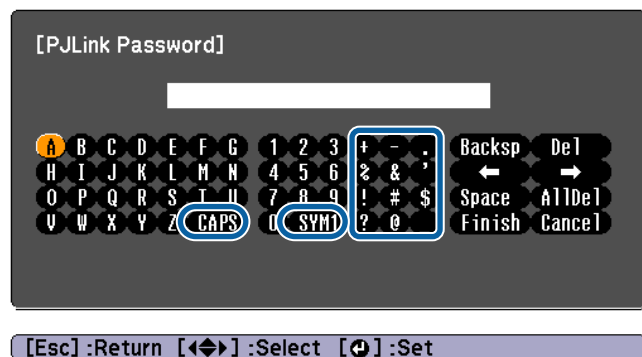 [PJLink Password]
A B C D E F G 1 2 3 + - . Backsp Del
H I J K L M N 4 5 6 % & ' ← →
O P Q R S T U 7 8 9 ! # $ Space AllDel
V W X Y Z CAPS 0 SYM1 ? @ Finish Cancel
[Esc] :Return [] :Select [] :Set